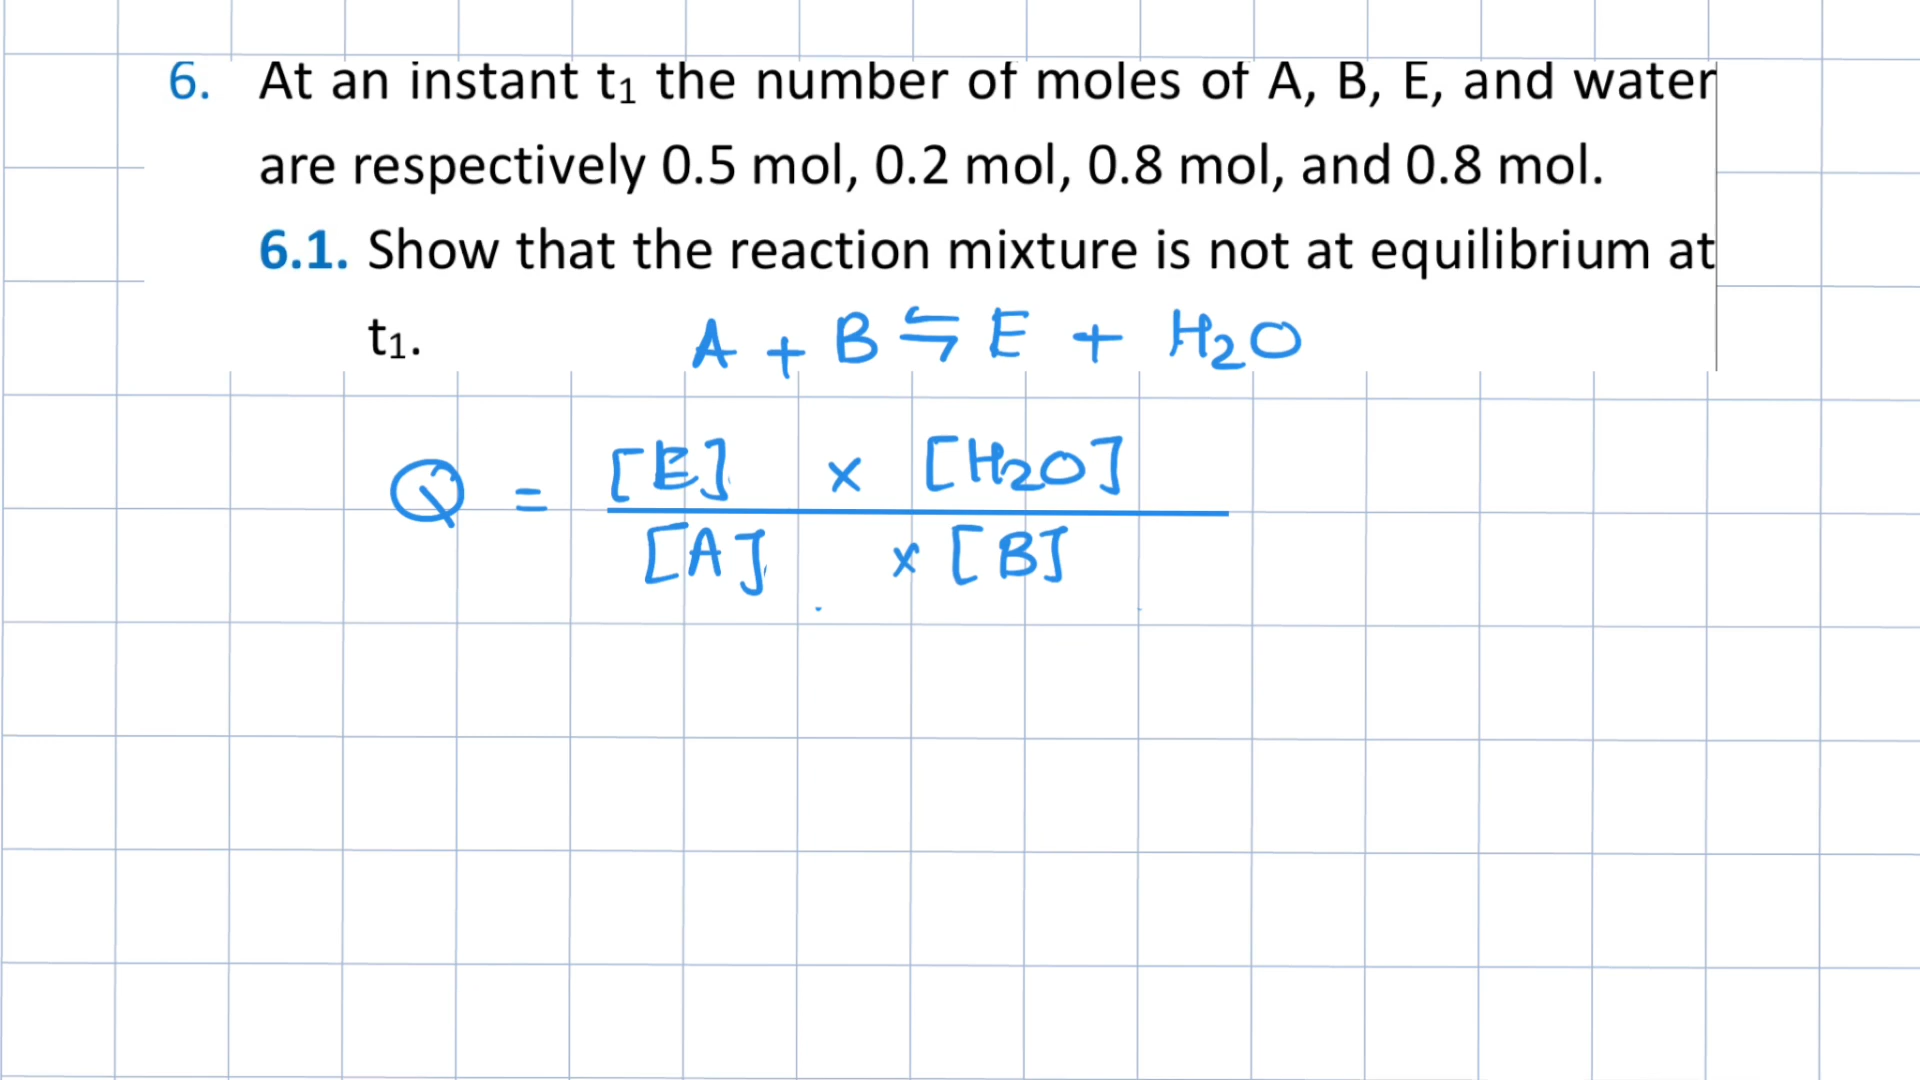 6. At an instant t₁ the number of moles of A, B, E, and water
are respectively 0.5 mol, 0.2 mol, 0.8 mol, and 0.8 mol.
6.1. Show that the reaction mixture is not at equilibrium at
t₁. A + B ⇋ E + H₂O
Q = [E] × [H₂O]
[A] × [B]